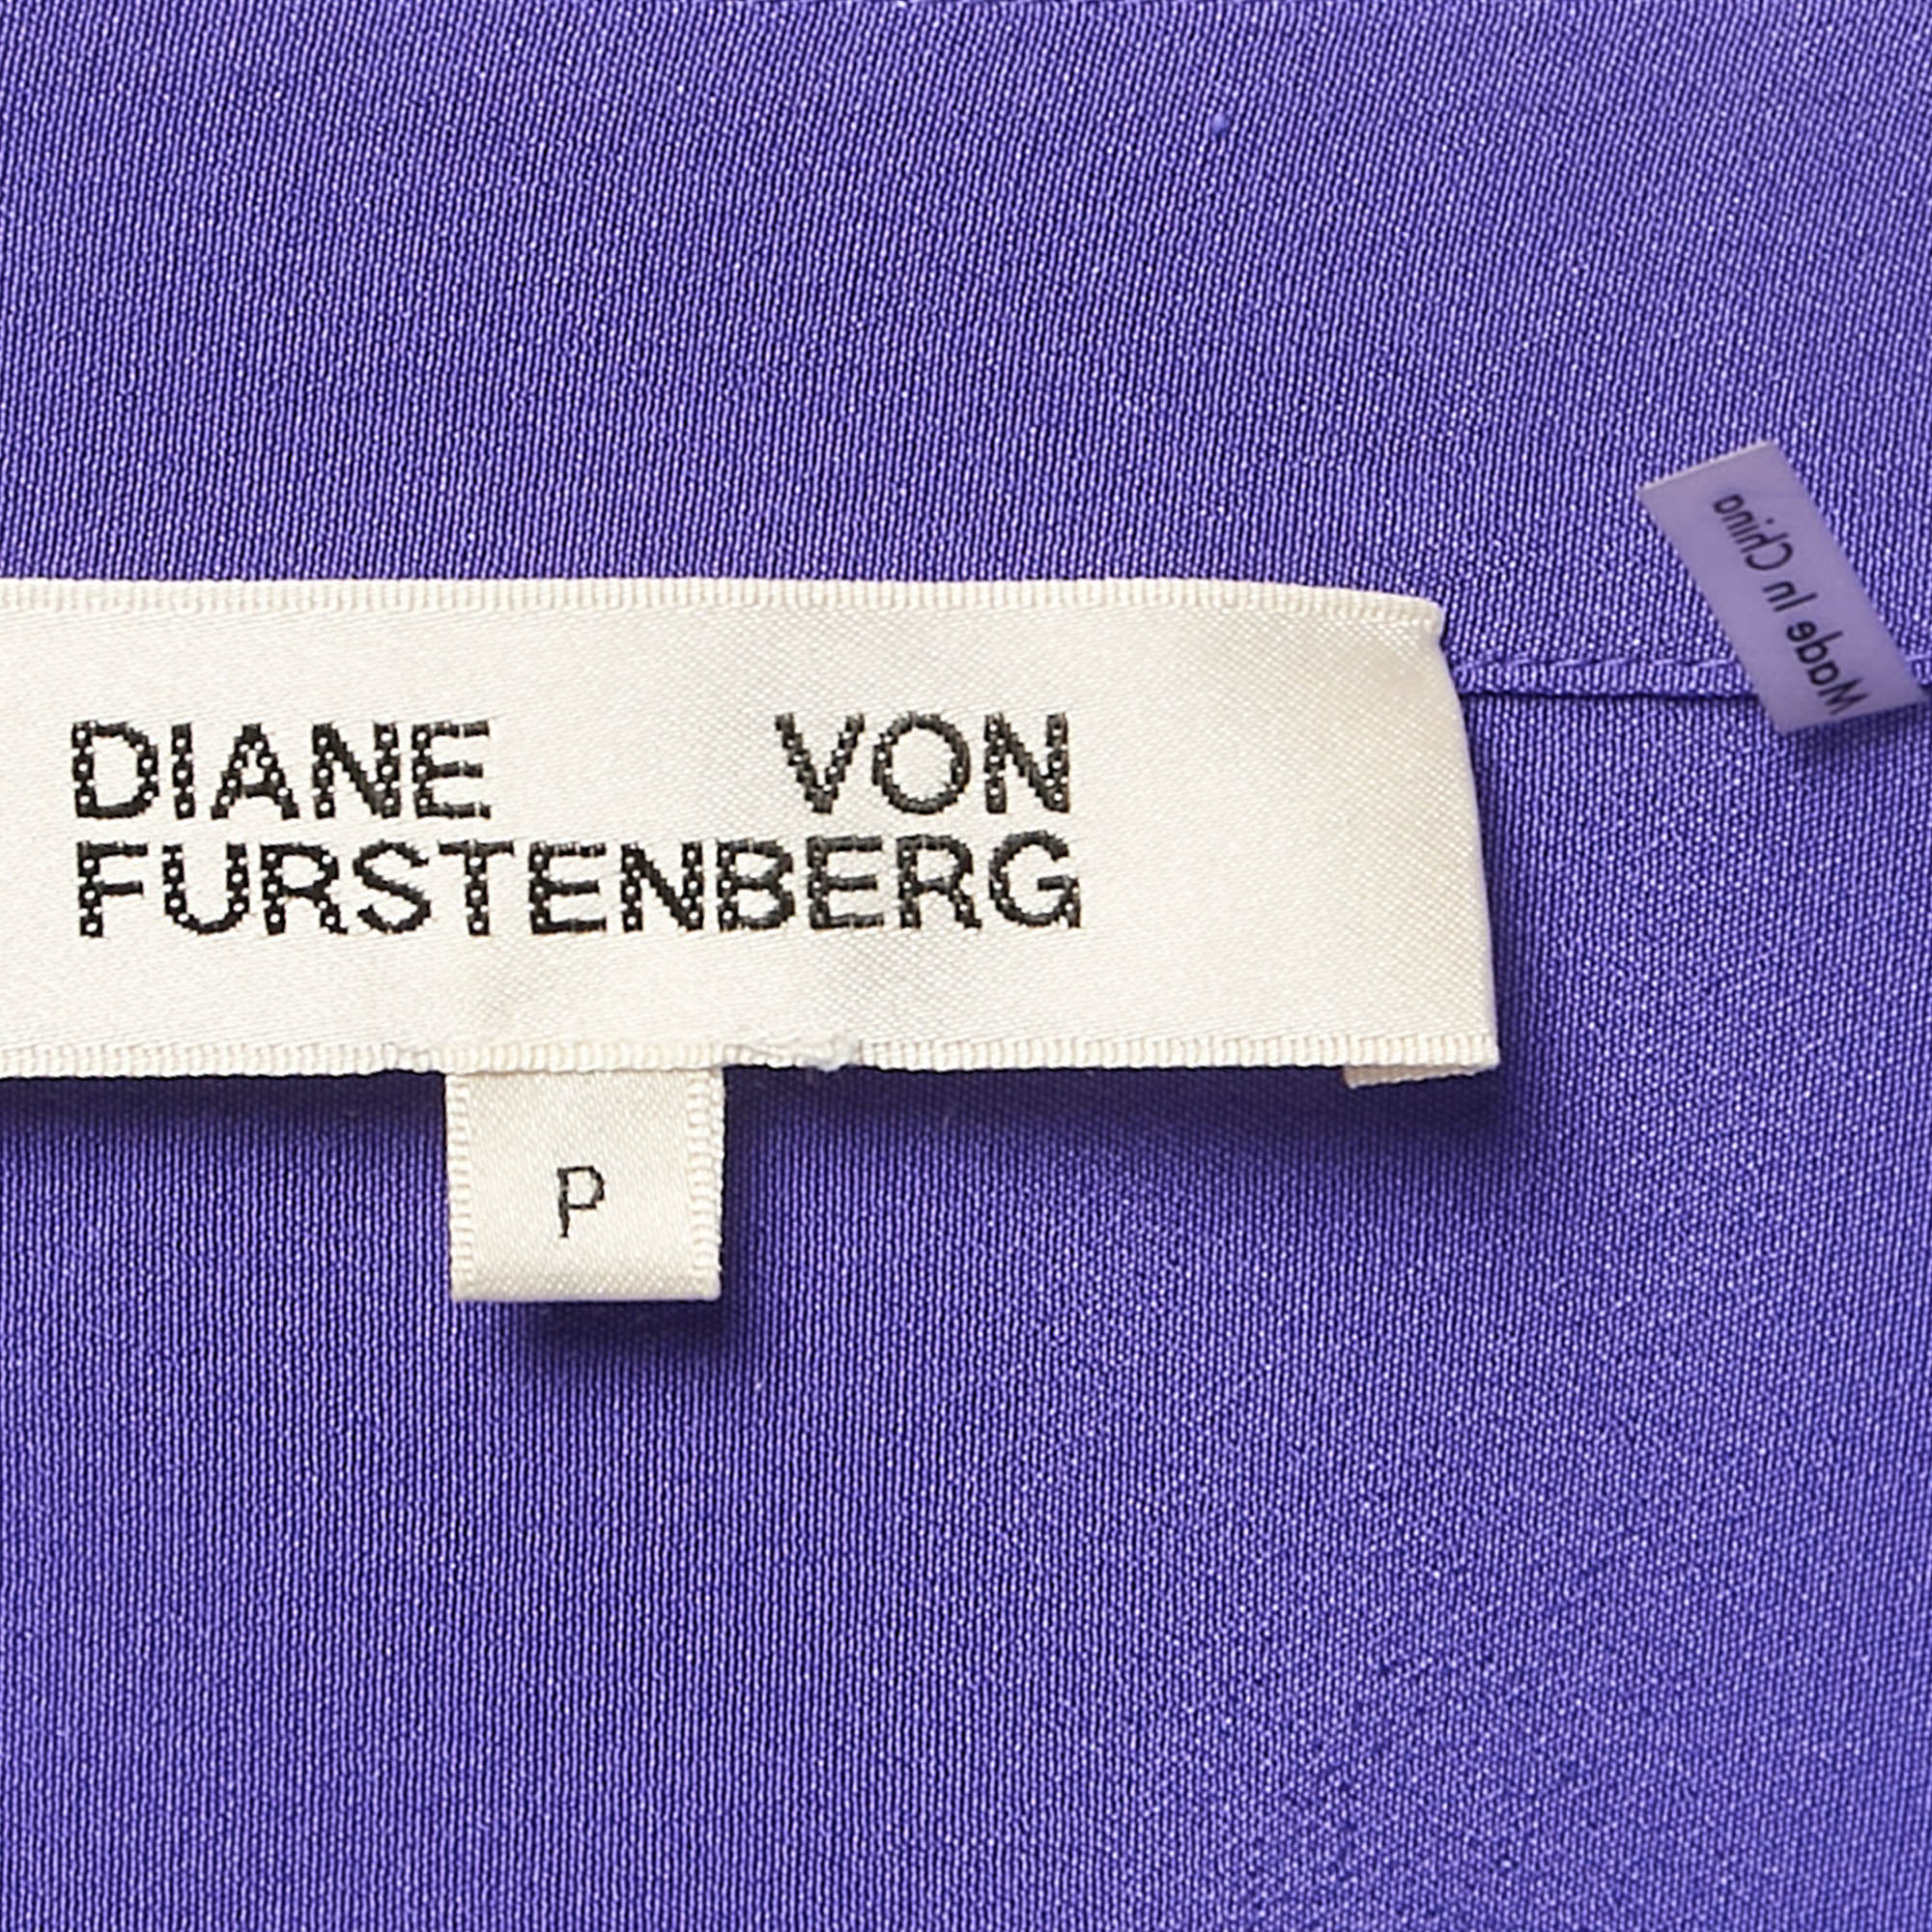 DIANE VON
FURSTENBERG
P
Made In China